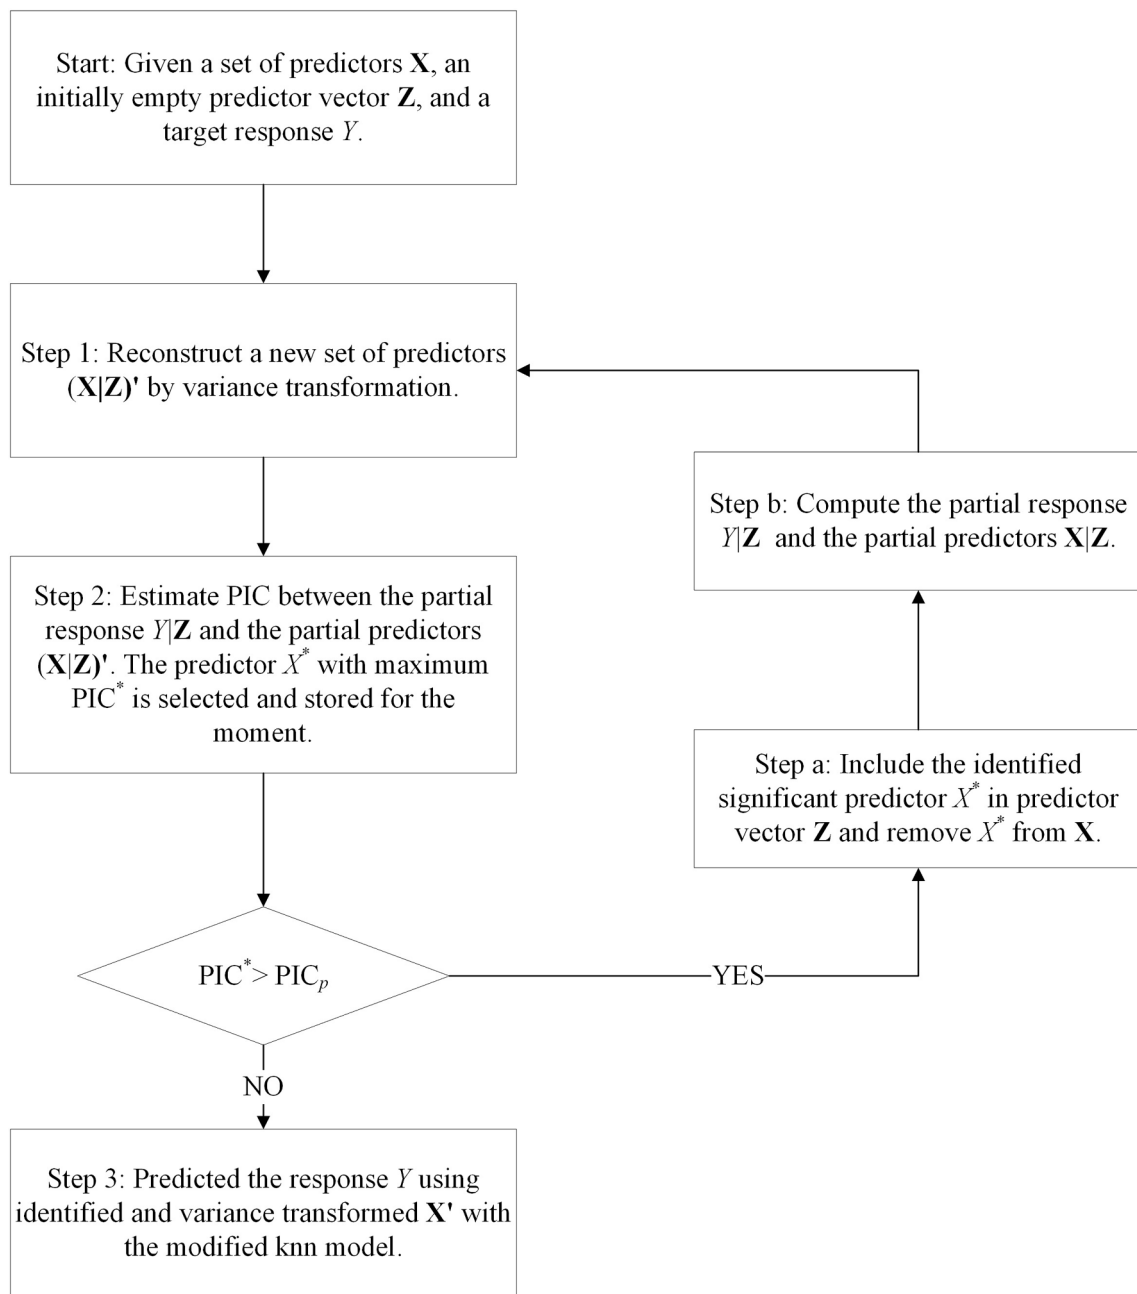 Start: Given a set of predictors X, an
initially empty predictor vector Z, and a
target response Y.
Step 1: Reconstruct a new set of predictors
(X|Z)' by variance transformation.
Step 2: Estimate PIC between the partial
response Y|Z and the partial predictors
(X|Z)'. The predictor X* with maximum
PIC* is selected and stored for the
moment.
PIC*> PICp
YES
NO
Step a: Include the identified
significant predictor X* in predictor
vector Z and remove X* from X.
Step b: Compute the partial response
Y|Z and the partial predictors X|Z.
Step 3: Predicted the response Y using
identified and variance transformed X' with
the modified knn model.